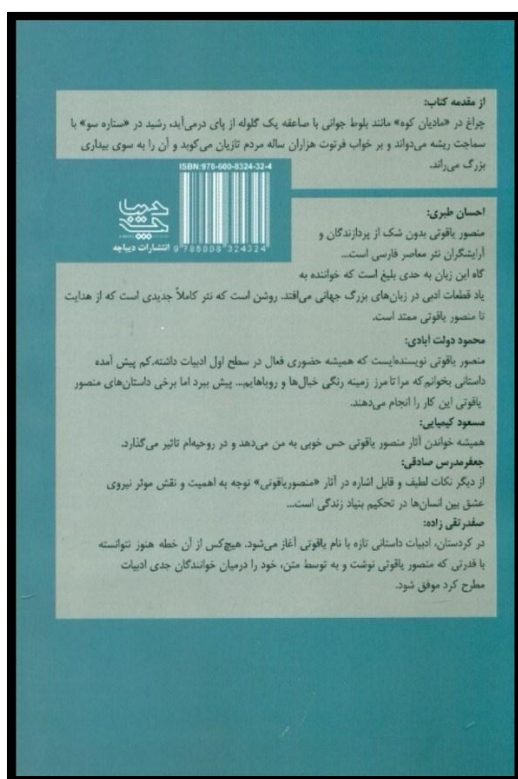 از مقدمه کتاب:
چراغ در «مادیان کوه» مانند بلوط جوانی با صاعقه یک گلوله از پای درمی‌آید، رشید در «ستاره سو» با
سماجت ریشه می‌دواند و بر خواب فرتوت هزاران ساله مردم تازیان می‌کوبد و آن را به سوی بیداری
بزرگ می‌راند.
ISBN:978-600-8324-32-4
9 786008 324324
دیباچه
انتشارات دیباچه
احسان طبری:
منصور یاقوتی بدون شک از پردازندگان و
آرایشگران نثر معاصر فارسی است...
گاه این زبان به حدی بلیغ است که خواننده به
یاد قطعات ادبی در زبان‌های بزرگ جهانی می‌افتد. روشن است که نثر کاملاً جدیدی است که از هدایت
تا منصور یاقوتی ممتد است.
محمود دولت آبادی:
منصور یاقوتی نویسنده‌ایست که همیشه حضوری فعال در سطح اول ادبیات داشته.کم پیش آمده
داستانی بخوانم که مرا تا مرز زمینه رنگی خیال‌ها و رویاهایم... پیش ببرد اما برخی داستان‌های منصور
یاقوتی این کار را انجام می‌دهند.
مسعود کیمیایی:
همیشه خواندن آثار منصور یاقوتی حس خوبی به من می‌دهد و در روحیه‌ام تاثیر می‌گذارد.
جعفرمدرس صادقی:
از دیگر نکات لطیف و قابل اشاره در آثار «منصوریاقوتی» توجه به اهمیت و نقش موثر نیروی
عشق بین انسان‌ها در تحکیم بنیاد زندگی است...
صفدرتقی زاده:
در کردستان، ادبیات داستانی تازه با نام یاقوتی آغاز می‌شود. هیچ‌کس از آن خطه هنوز نتوانسته
با قدرتی که منصور یاقوتی نوشت و به توسط متن، خود را درمیان خوانندگان جدی ادبیات
مطرح کرد موفق شود.